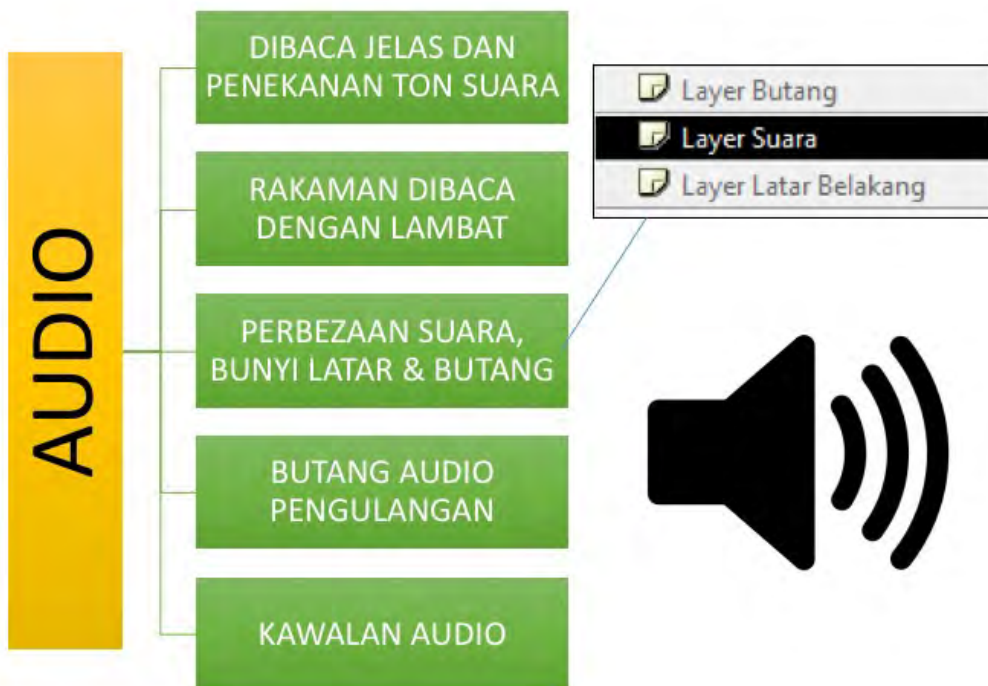 AUDIO
DIBACA JELAS DAN
PENEKANAN TON SUARA
RAKAMAN DIBACA
DENGAN LAMBAT
PERBEZAAN SUARA,
BUNYI LATAR & BUTANG
BUTANG AUDIO
PENGULANGAN
KAWALAN AUDIO
Layer Butang
Layer Suara
Layer Latar Belakang